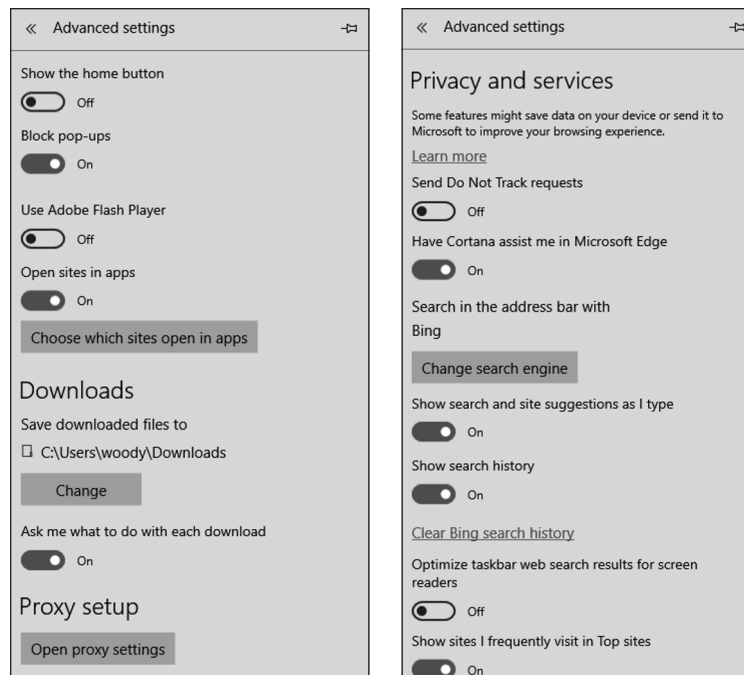 Advanced settings
Show the home button
Off
Block pop-ups
On
Use Adobe Flash Player
Off
Open sites in apps
On
Choose which sites open in apps
Downloads
Save downloaded files to
C:\Users\woody\Downloads
Change
Ask me what to do with each download
On
Proxy setup
Open proxy settings
Advanced settings
Privacy and services
Some features might save data on your device or send it to
Microsoft to improve your browsing experience.
Learn more
Send Do Not Track requests
Off
Have Cortana assist me in Microsoft Edge
On
Search in the address bar with
Bing
Change search engine
Show search and site suggestions as I type
On
Show search history
On
Clear Bing search history
Optimize taskbar web search results for screen
readers
Off
Show sites I frequently visit in Top sites
On